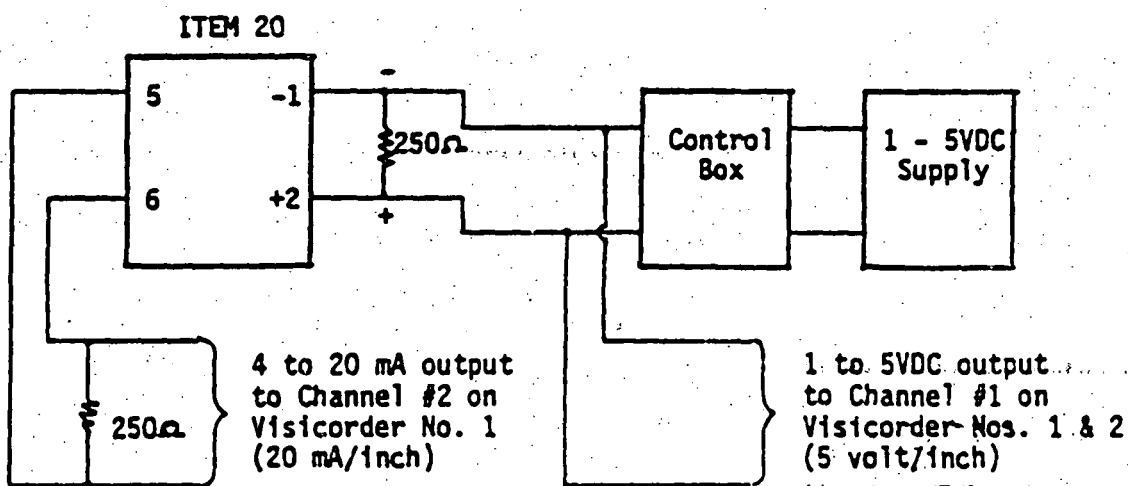 ITEM 20
5
-1
-
250Ω
6
+2
+
Control
Box
1 - 5VDC
Supply
250Ω
4 to 20 mA output
to Channel #2 on
Visicorder No. 1
(20 mA/inch)
1 to 5VDC output
to Channel #1 on
Visicorder Nos. 1 & 2
(5 volt/inch)